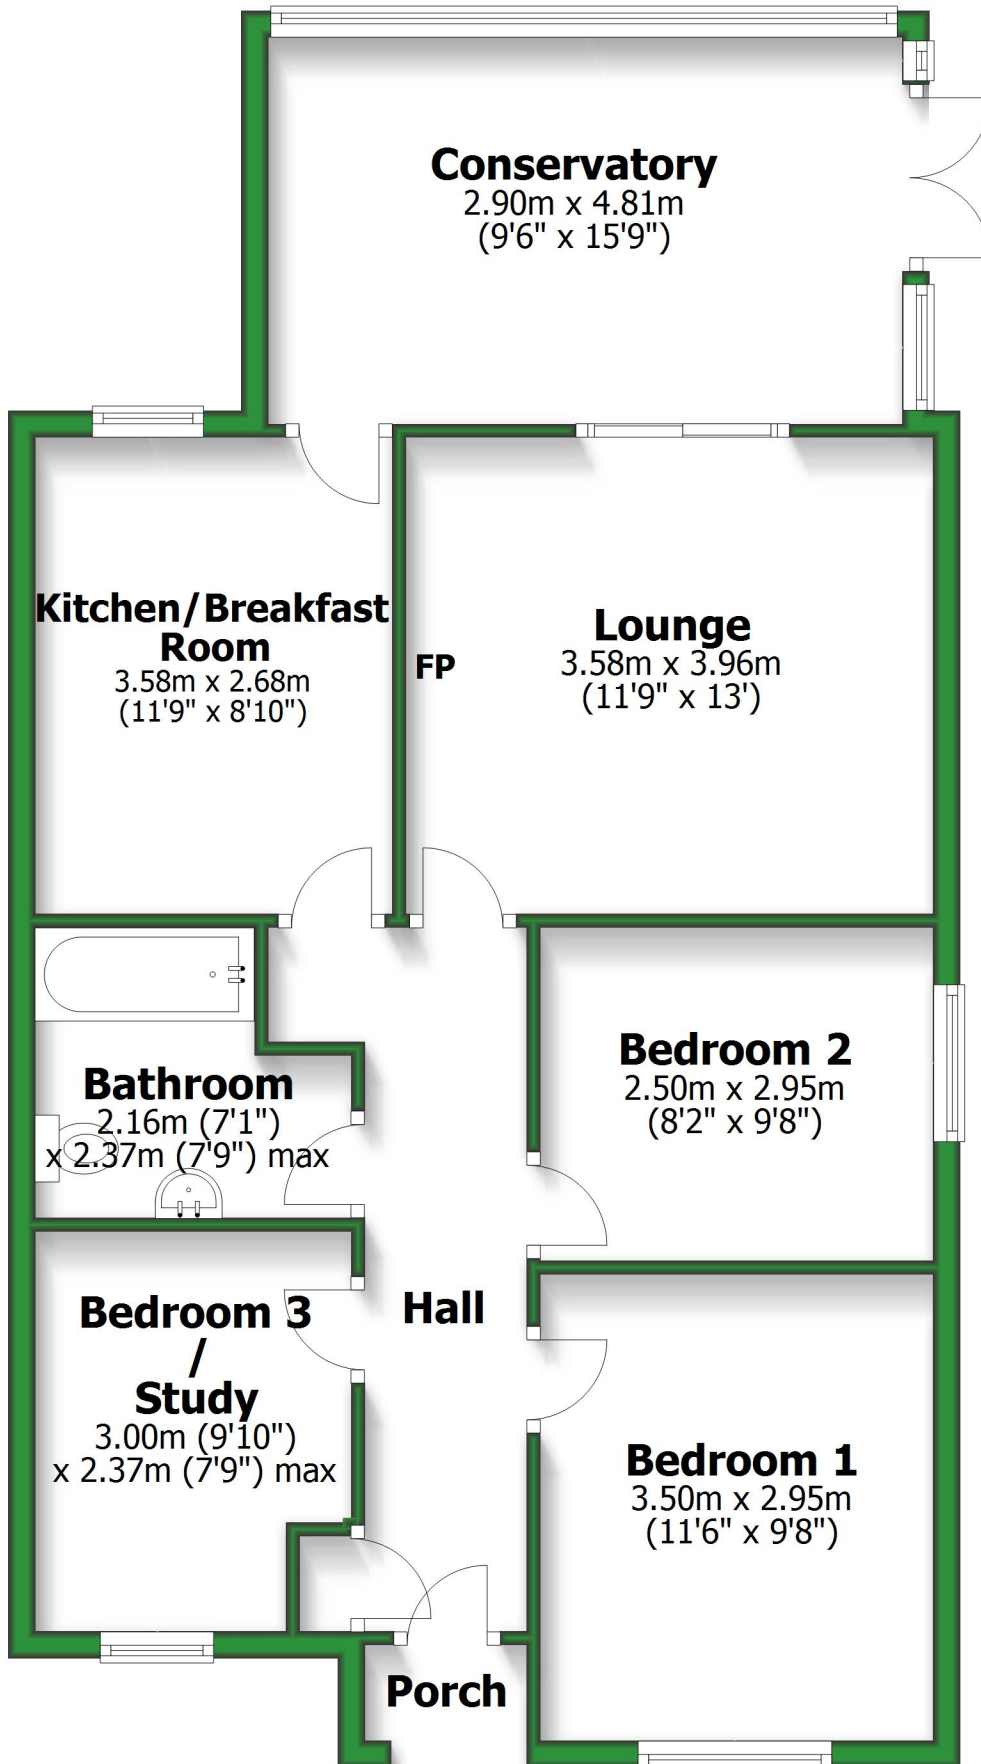 Conservatory
2.90m x 4.81m
(9'6" x 15'9")
Kitchen/Breakfast
Room
3.58m x 2.68m
(11'9" x 8'10")
FP
Lounge
3.58m x 3.96m
(11'9" x 13')
Bathroom
2.16m (7'1")
x 2.37m (7'9") max
Bedroom 2
2.50m x 2.95m
(8'2" x 9'8")
Bedroom 3
/
Study
3.00m (9'10")
x 2.37m (7'9") max
Hall
Bedroom 1
3.50m x 2.95m
(11'6" x 9'8")
Porch